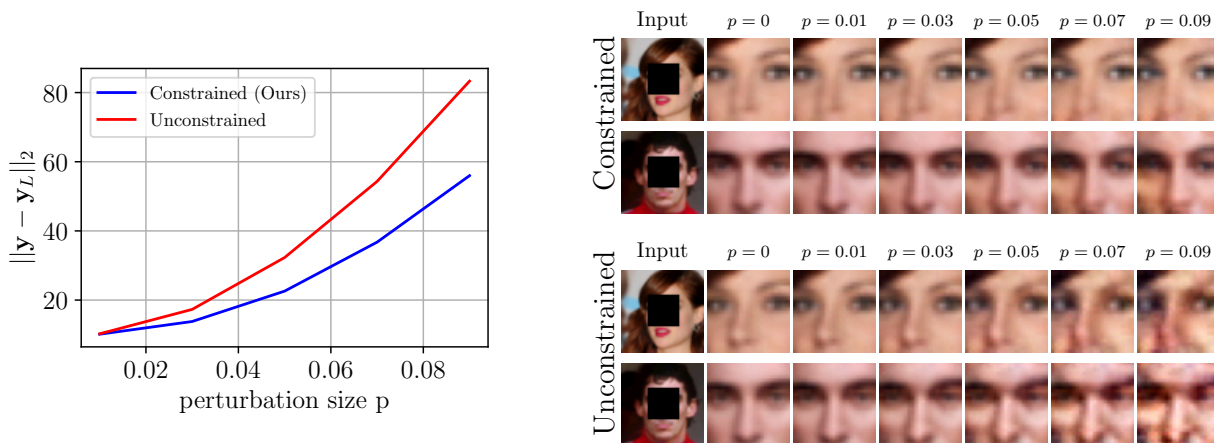 80
60
40
20
||y − y_L||_2
Constrained (Ours)
Unconstrained
0.02 0.04 0.06 0.08
perturbation size p
Constrained
Input p = 0 p = 0.01 p = 0.03 p = 0.05 p = 0.07 p = 0.09
Unconstrained
Input p = 0 p = 0.01 p = 0.03 p = 0.05 p = 0.07 p = 0.09